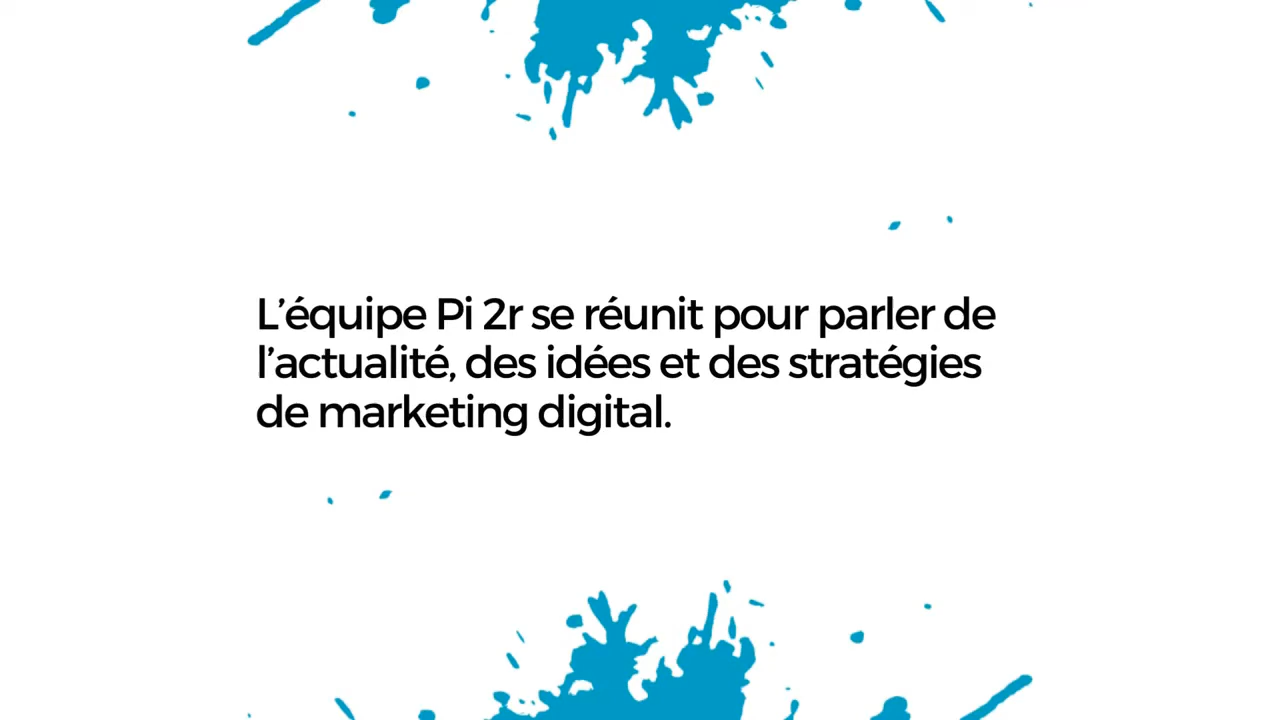 L’équipe Pi 2r se réunit pour parler de
l’actualité, des idées et des stratégies
de marketing digital.